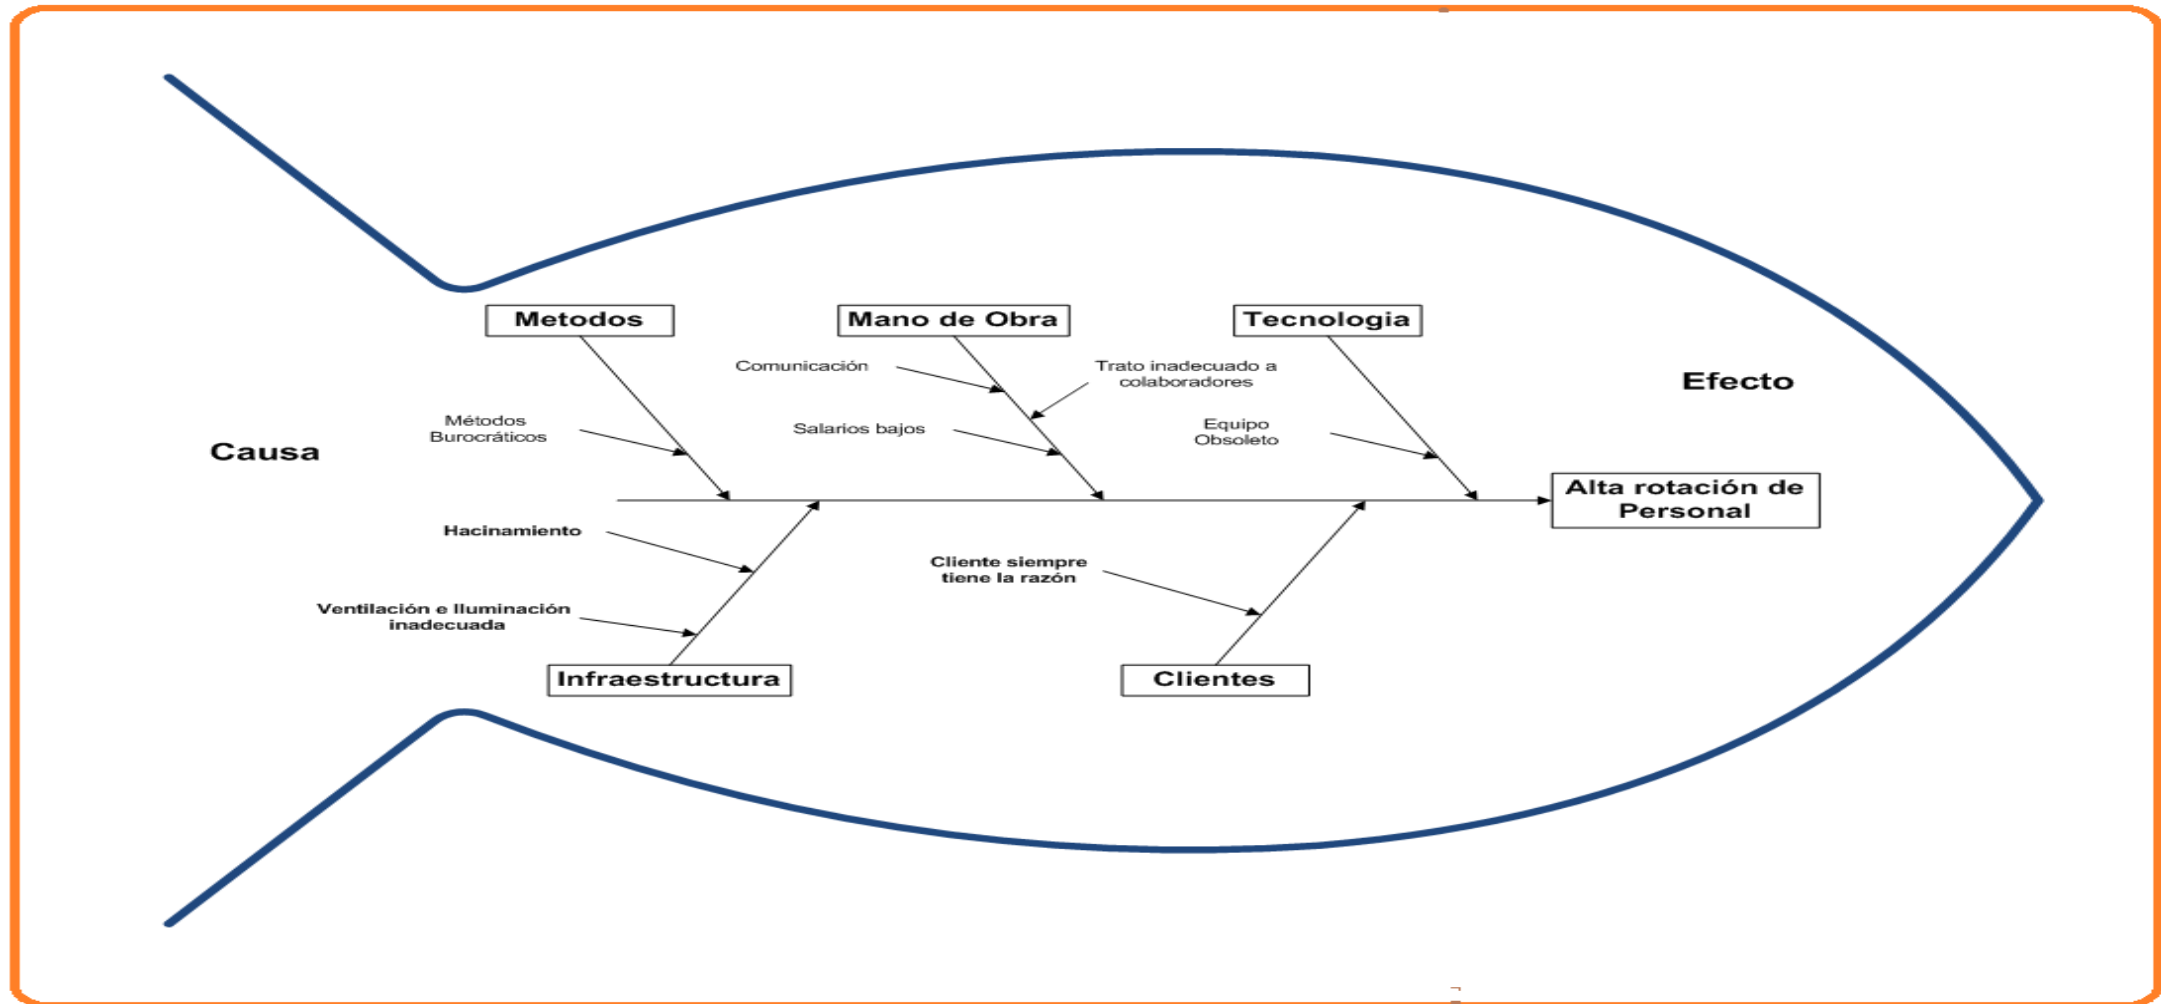 Metodos
Mano de Obra
Tecnologia
Comunicación
Trato inadecuado a
colaboradores
Efecto
Métodos
Burocráticos
Salarios bajos
Equipo
Obsoleto
Causa
Alta rotación de
Personal
Hacinamiento
Cliente siempre
tiene la razón
Ventilación e Iluminación
inadecuada
Infraestructura
Clientes